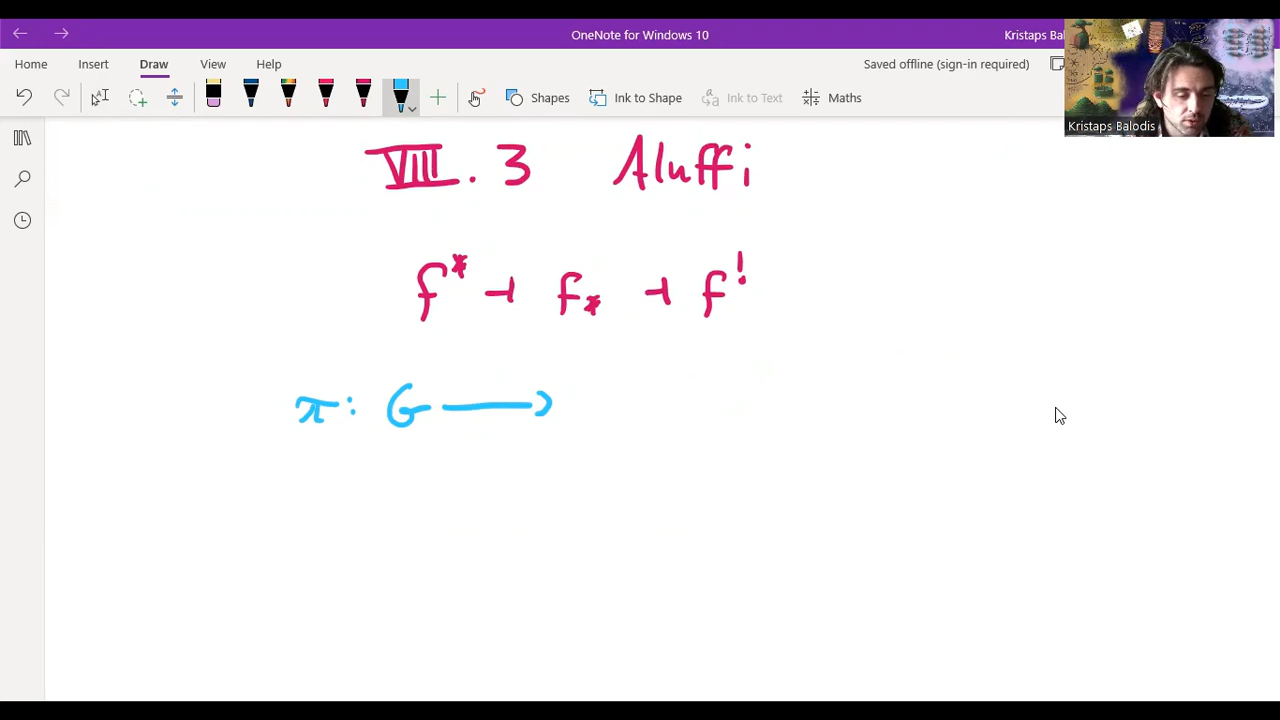 OneNote for Windows 10
Kristaps Ba
Home Insert Draw View Help
Saved offline (sign-in required)
Shapes Ink to Shape Ink to Text Maths
Kristaps Balodis
VIII. 3 Aluffi
f* ⊣ f_* ⊣ f^!
π: G ⟶